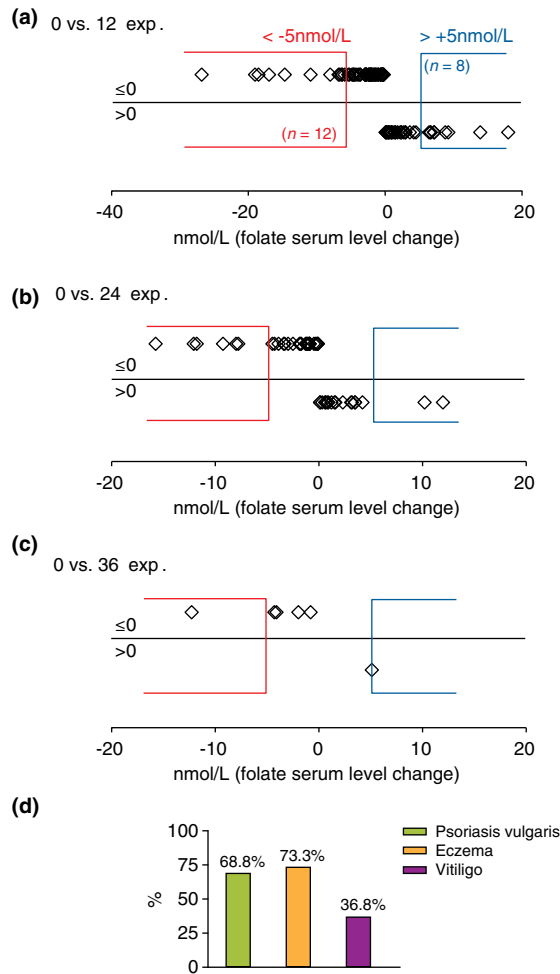 (a)
0 vs. 12 exp.
< -5nmol/L
> +5nmol/L
(n = 8)
≤0
>0
(n = 12)
-40 -20 0 20
nmol/L (folate serum level change)
(b)
0 vs. 24 exp.
≤0
>0
-20 -10 0 10 20
nmol/L (folate serum level change)
(c)
0 vs. 36 exp.
≤0
>0
-20 -10 0 10 20
nmol/L (folate serum level change)
(d)
100
75
50
25
0
%
68.8%
73.3%
36.8%
Psoriasis vulgaris
Eczema
Vitiligo